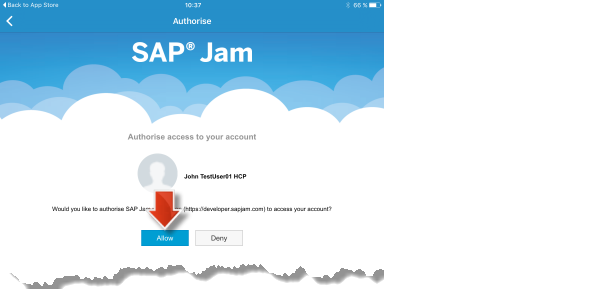 Back to App Store 10:37 66 %
Authorise
SAP® Jam
Authorise access to your account
John TestUser01 HCP
Would you like to authorise SAP Jam (https://developer.sapjam.com) to access your account?
Allow Deny